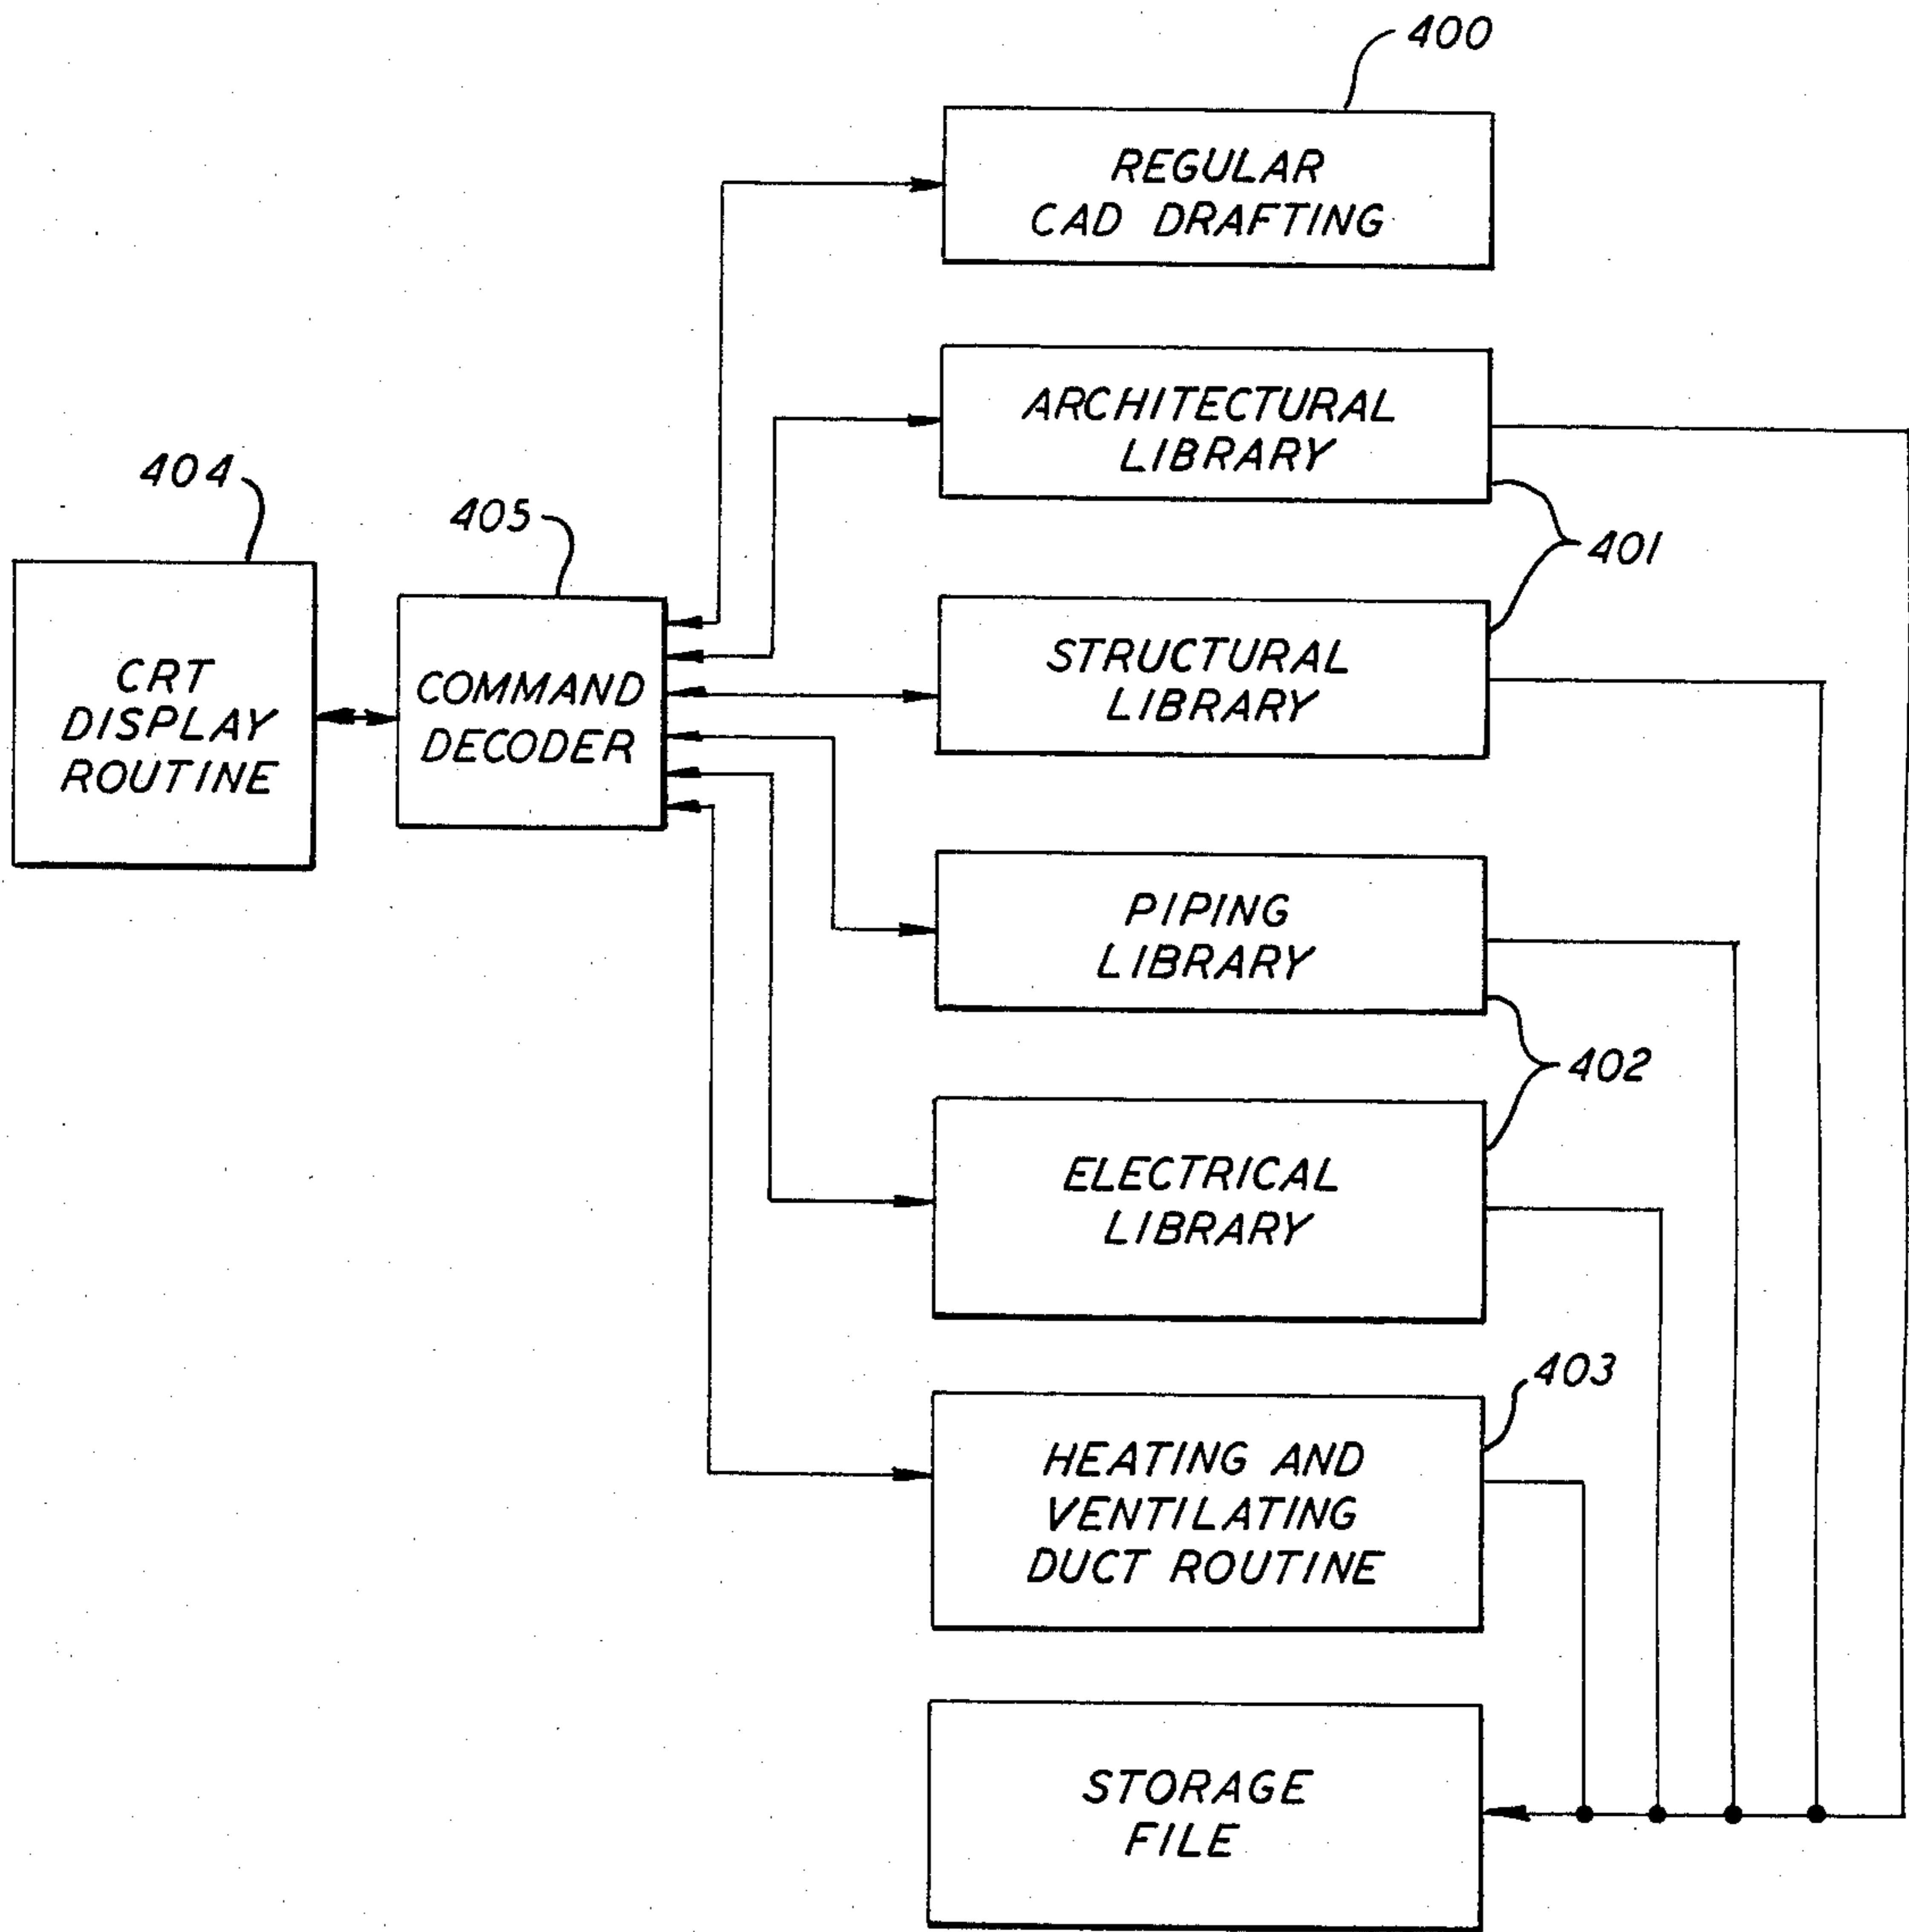 400
REGULAR
CAD DRAFTING
ARCHITECTURAL
LIBRARY
404
405
401
CRT
DISPLAY
ROUTINE
COMMAND
DECODER
STRUCTURAL
LIBRARY
PIPING
LIBRARY
402
ELECTRICAL
LIBRARY
403
HEATING AND
VENTILATING
DUCT ROUTINE
STORAGE
FILE